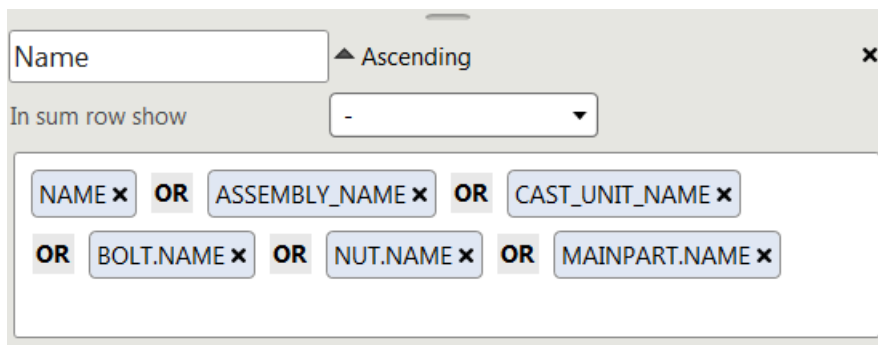 Name Ascending
In sum row show -
NAME OR ASSEMBLY_NAME OR CAST_UNIT_NAME
OR BOLT.NAME OR NUT.NAME OR MAINPART.NAME